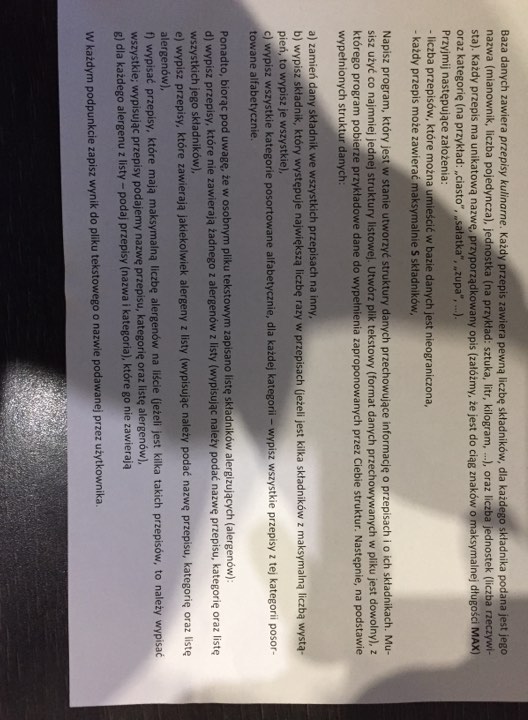 Baza danych zawiera przepisy kulinarne. Każdy przepis zawiera pewną liczbę składników, dla każdego składnika podana jest jego
nazwa (mianownik, liczba pojedyncza), jednostka (na przykład: sztuka, litr, kilogram, ...), oraz liczba jednostek (liczba rzeczywi-
sta). Każdy przepis ma unikatową nazwę, przyporządkowany opis (załóżmy, że jest do ciąg znaków o maksymalnej długości MAX)
oraz kategorię (na przykład: „ciasto”, „sałatka”, „zupa”, ...).
Przyjmij następujące założenia:
- liczba przepisów, które można umieścić w bazie danych jest nieograniczona,
- każdy przepis może zawierać maksymalnie 5 składników,
Napisz program, który jest w stanie utworzyć struktury danych przechowujące informację o przepisach i o ich składnikach. Mu-
sisz użyć co najmniej jednej struktury listowej. Utwórz plik tekstowy (format danych przechowywanych w pliku jest dowolny), z
którego program pobierze przykładowe dane do wypełnienia zaproponowanych przez Ciebie struktur. Następnie, na podstawie
wypełnionych struktur danych:
a) zamień dany składnik we wszystkich przepisach na inny,
b) wypisz składnik, który występuje największą liczbę razy w przepisach (jeżeli jest kilka składników z maksymalną liczbą wystą-
pień, to wypisz je wszystkie),
c) wypisz wszystkie kategorie posortowane alfabetycznie, dla każdej kategorii – wypisz wszystkie przepisy z tej kategorii posor-
towane alfabetycznie.
Ponadto, biorąc pod uwagę, że w osobnym pliku tekstowym zapisano listę składników alergizujących (alergenów):
d) wypisz przepisy, które nie zawierają żadnego z alergenów z listy (wypisując należy podać nazwę przepisu, kategorię oraz listę
wszystkich jego składników),
e) wypisz przepisy, które zawierają jakiekolwiek alergeny z listy (wypisując należy podać nazwę przepisu, kategorię oraz listę
alergenów),
f) wypisać przepisy, które mają maksymalną liczbę alergenów na liście (jeżeli jest kilka takich przepisów, to należy wypisać
wszystkie; wypisując przepisy podajemy nazwę przepisu, kategorię oraz listę alergenów),
g) dla każdego alergenu z listy – podaj przepisy (nazwa i kategoria), które go nie zawierają
W każdym podpunkcie zapisz wynik do pliku tekstowego o nazwie podawanej przez użytkownika.